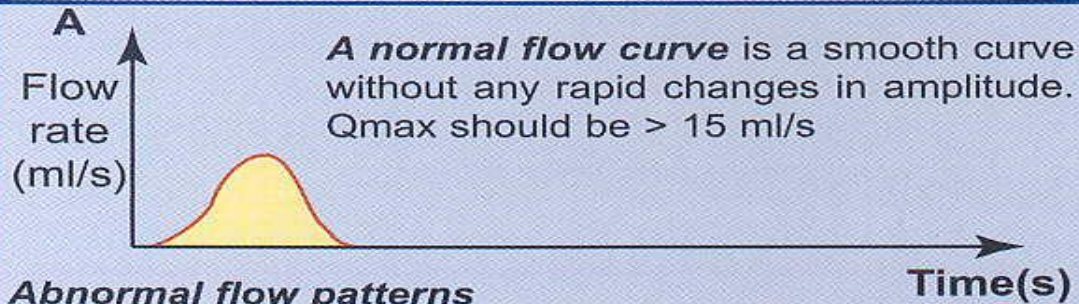 A
A normal flow curve is a smooth curve
without any rapid changes in amplitude.
Qmax should be > 15 ml/s
Flow
rate
(ml/s)
Time(s)
Abnormal flow patterns